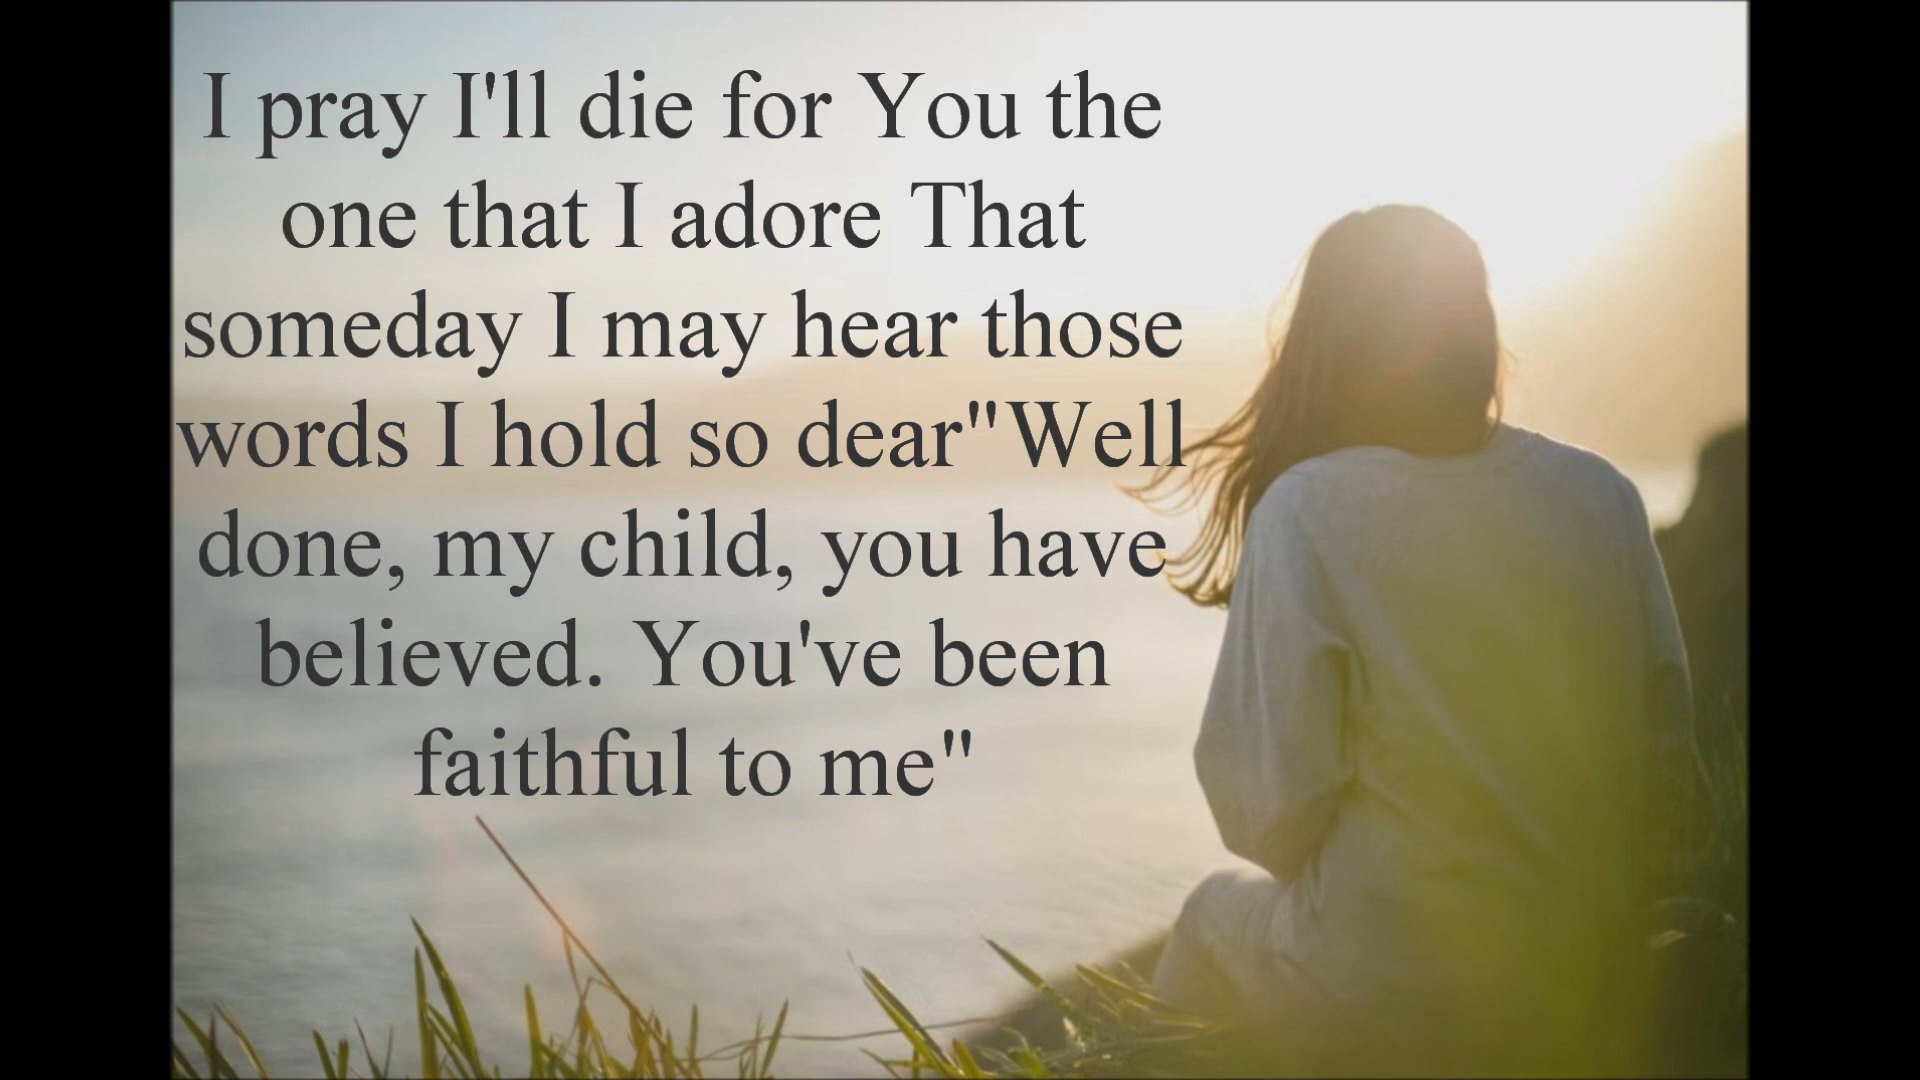 I pray I'll die for You the
one that I adore That
someday I may hear those
words I hold so dear"Well
done, my child, you have
believed. You've been
faithful to me"